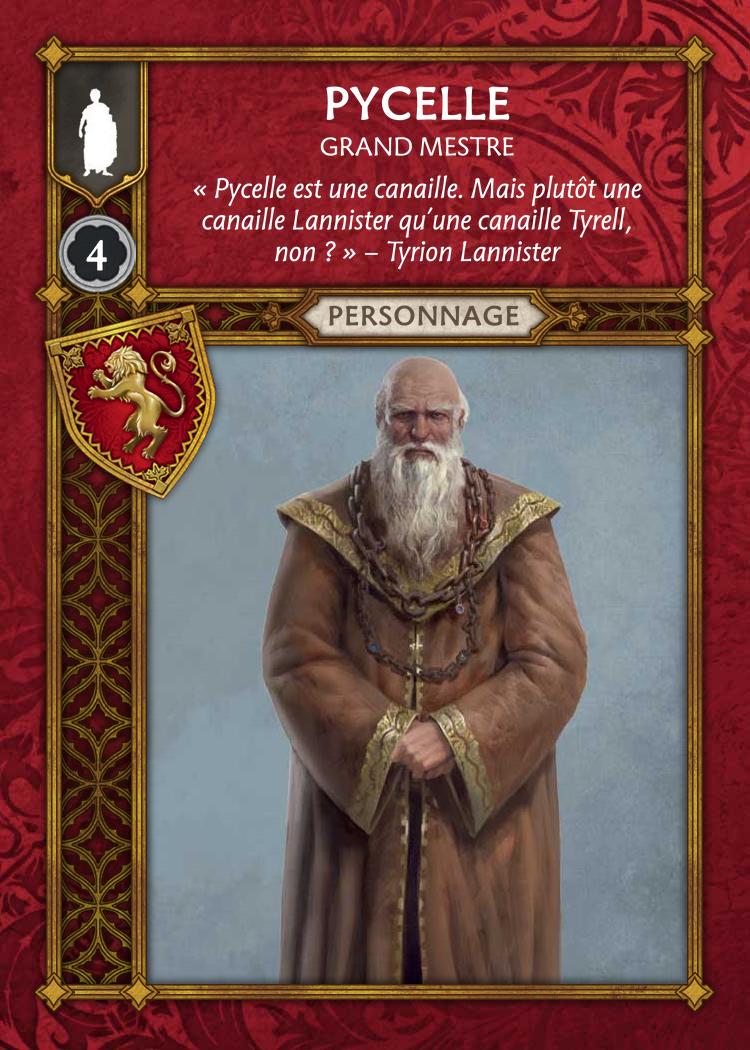 PYCELLE
GRAND MESTRE
« Pycelle est une canaille. Mais plutôt une
canaille Lannister qu’une canaille Tyrell,
non ? » – Tyrion Lannister
4
PERSONNAGE